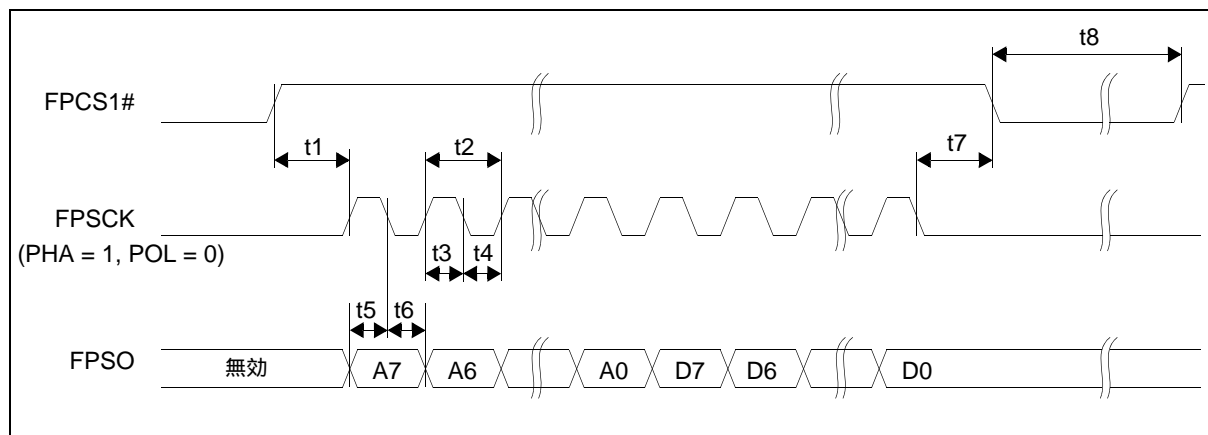 t8
FPCS1#
t1
t2
t7
FPSCK
(PHA = 1, POL = 0)
t3
t4
t5
t6
FPSO
無効
A7
A6
A0
D7
D6
D0